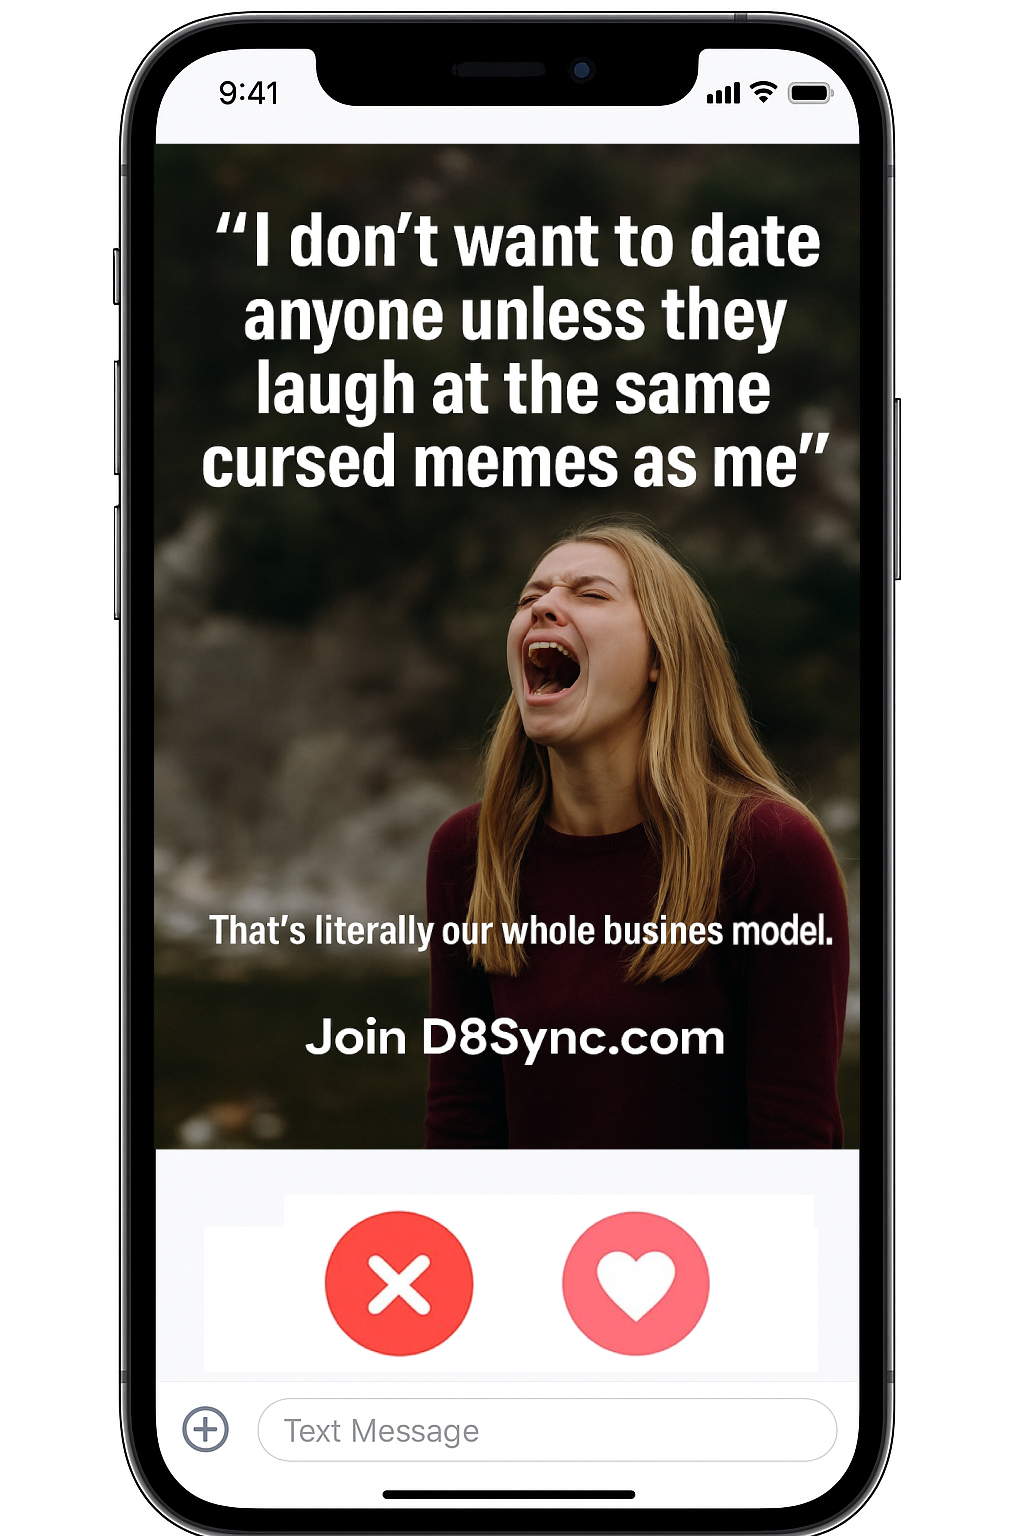 9:41
“I don’t want to date
anyone unless they
laugh at the same
cursed memes as me”
That’s literally our whole busines model.
Join D8Sync.com
Text Message